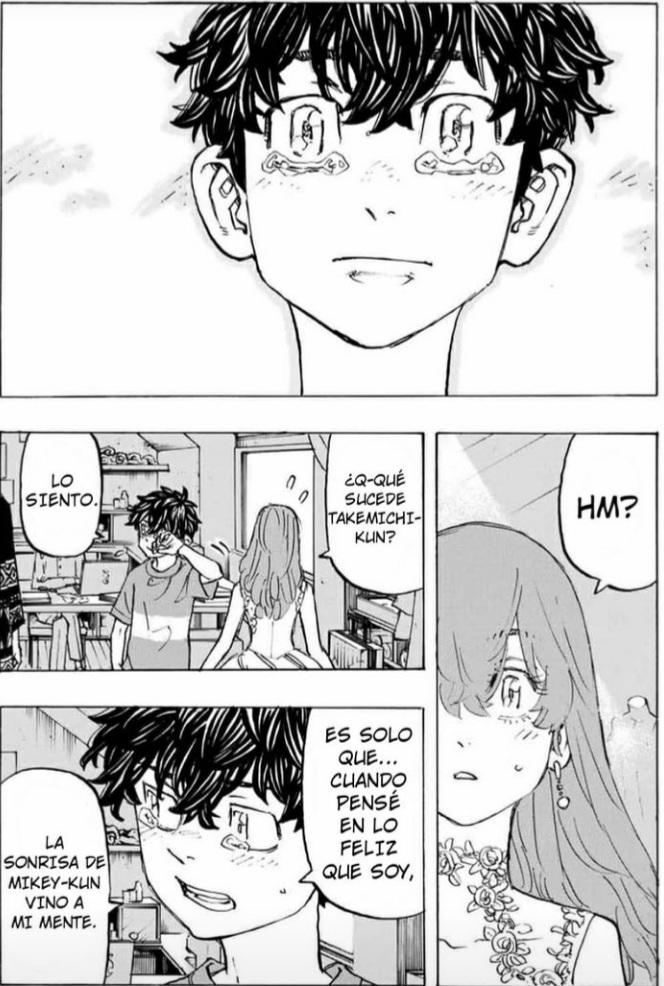 HM?
¿Q-QUÉ
SUCEDE
TAKEMICHI-
KUN?
LO
SIENTO.
ES SOLO
QUE...
CUANDO
PENSÉ
EN LO
FELIZ
QUE SOY,
LA
SONRISA DE
MIKEY-KUN
VINO A
MI MENTE.